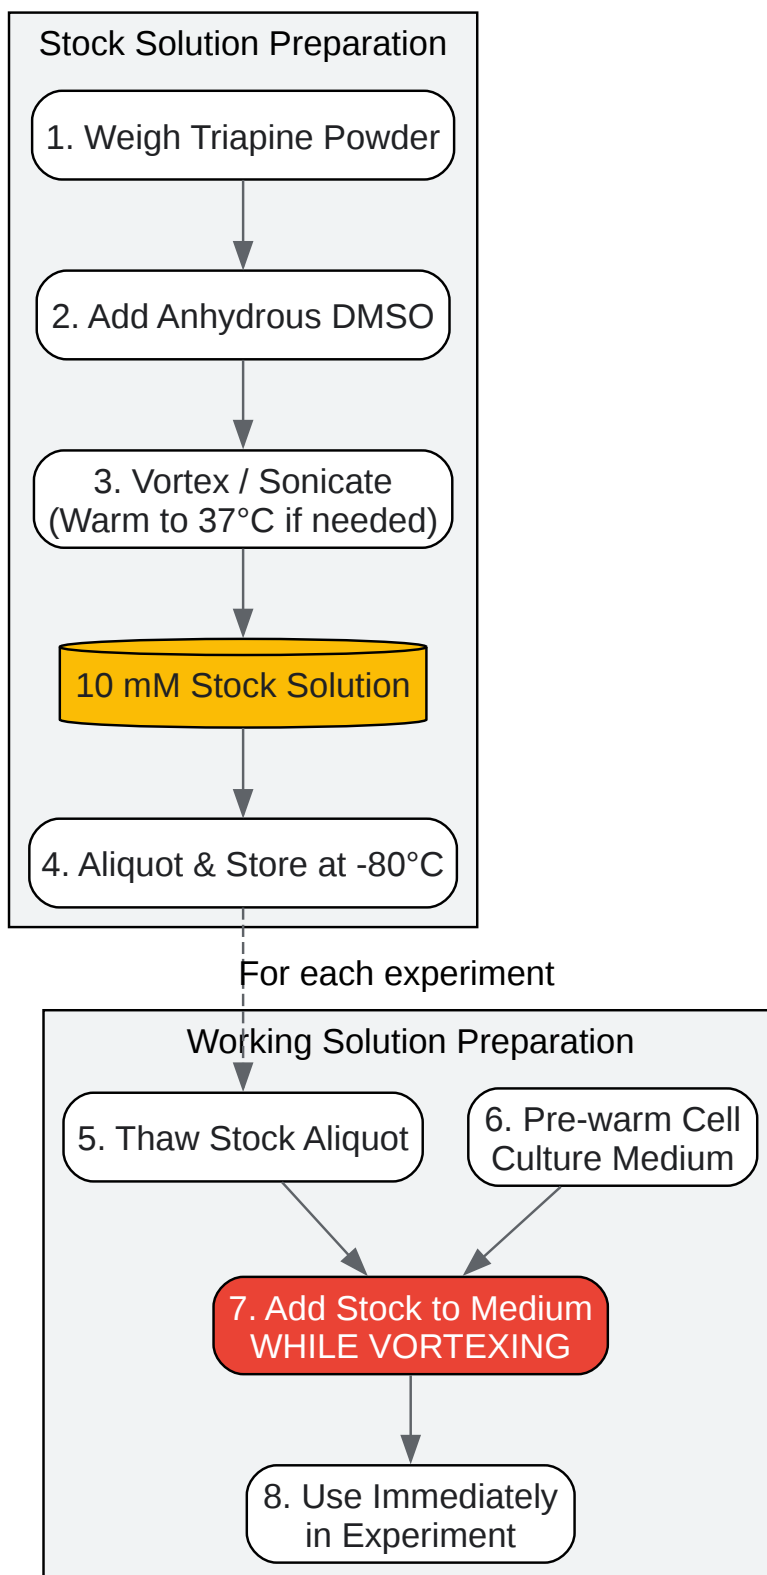 Stock Solution Preparation
1. Weigh Triapine Powder
2. Add Anhydrous DMSO
3. Vortex / Sonicate
(Warm to 37°C if needed)
10 mM Stock Solution
4. Aliquot & Store at -80°C
For each experiment
Working Solution Preparation
5. Thaw Stock Aliquot
6. Pre-warm Cell
Culture Medium
7. Add Stock to Medium
WHILE VORTEXING
8. Use Immediately
in Experiment